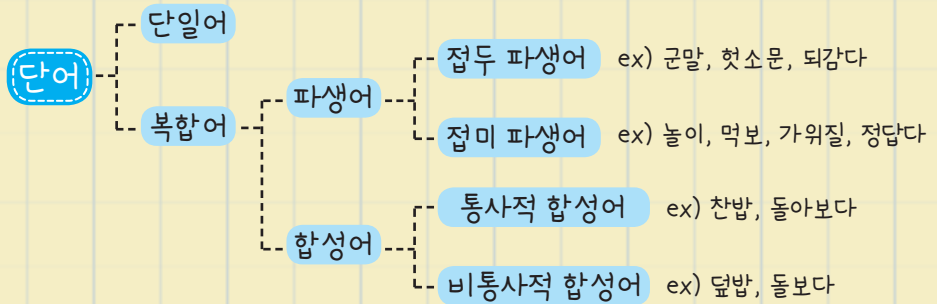 단어
단일어
복합어
파생어
접두 파생어 ex) 군말, 헛소문, 되감다
접미 파생어 ex) 놀이, 먹보, 가위질, 정답다
합성어
통사적 합성어 ex) 찬밥, 돌아보다
비통사적 합성어 ex) 덮밥, 돌보다